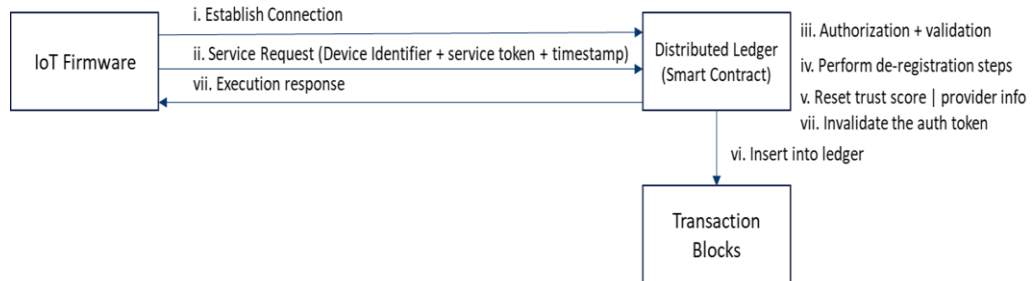 i. Establish Connection
IoT Firmware
ii. Service Request (Device Identifier + service token + timestamp)
vii. Execution response
Distributed Ledger
(Smart Contract)
iii. Authorization + validation
iv. Perform de-registration steps
v. Reset trust score | provider info
vii. Invalidate the auth token
vi. Insert into ledger
Transaction
Blocks